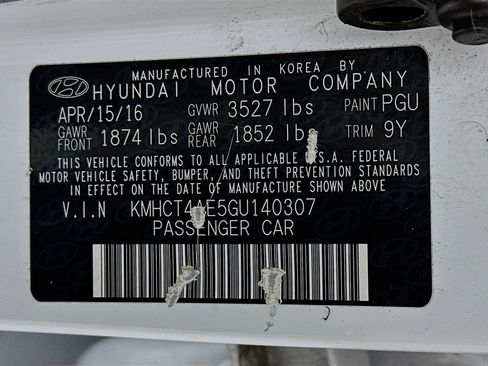 MANUFACTURED IN KOREA BY
HYUNDAI MOTOR COMPANY
APR/15/16 GVWR 3527 lbs PAINT PGU
GAWR FRONT 1874 lbs GAWR REAR 1852 lbs TRIM 9Y
THIS VEHICLE CONFORMS TO ALL APPLICABLE U.S.A. FEDERAL
MOTOR VEHICLE SAFETY, BUMPER, AND THEFT PREVENTION STANDARDS
IN EFFECT ON THE DATE OF MANUFACTURE SHOWN ABOVE
V.I.N KMHCT4AE5GU140307
PASSENGER CAR